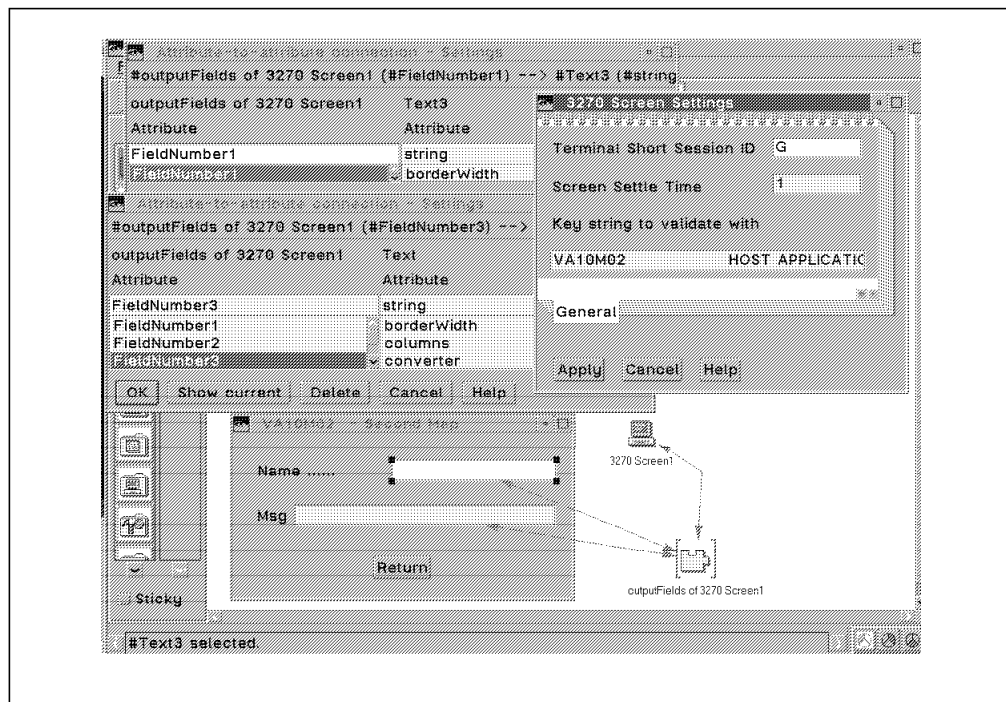 Attribute-to-attribute connection - Settings
F
#outputFields of 3270 Screen1 (#FieldNumber1) --> #Text3 (#string
outputFields of 3270 Screen1 Text3
Attribute Attribute
FieldNumber1 string
FieldNumber1 borderWidth
Attribute-to-attribute connection - Settings
#outputFields of 3270 Screen1 (#FieldNumber3) -->
outputFields of 3270 Screen1 Text
Attribute Attribute
FieldNumber3 string
FieldNumber1 borderWidth
FieldNumber2 columns
FieldNumber3 converter
OK Show current Delete Cancel Help
3270 Screen Settings
Terminal Short Session ID G
Screen Settle Time 1
Key string to validate with
VA10M02 HOST APPLICATIC
General
Apply Cancel Help
VA10M02 - Second Map
Name ......
Msg
Return
3270 Screen1
outputFields of 3270 Screen1
Sticky
#Text3 selected.